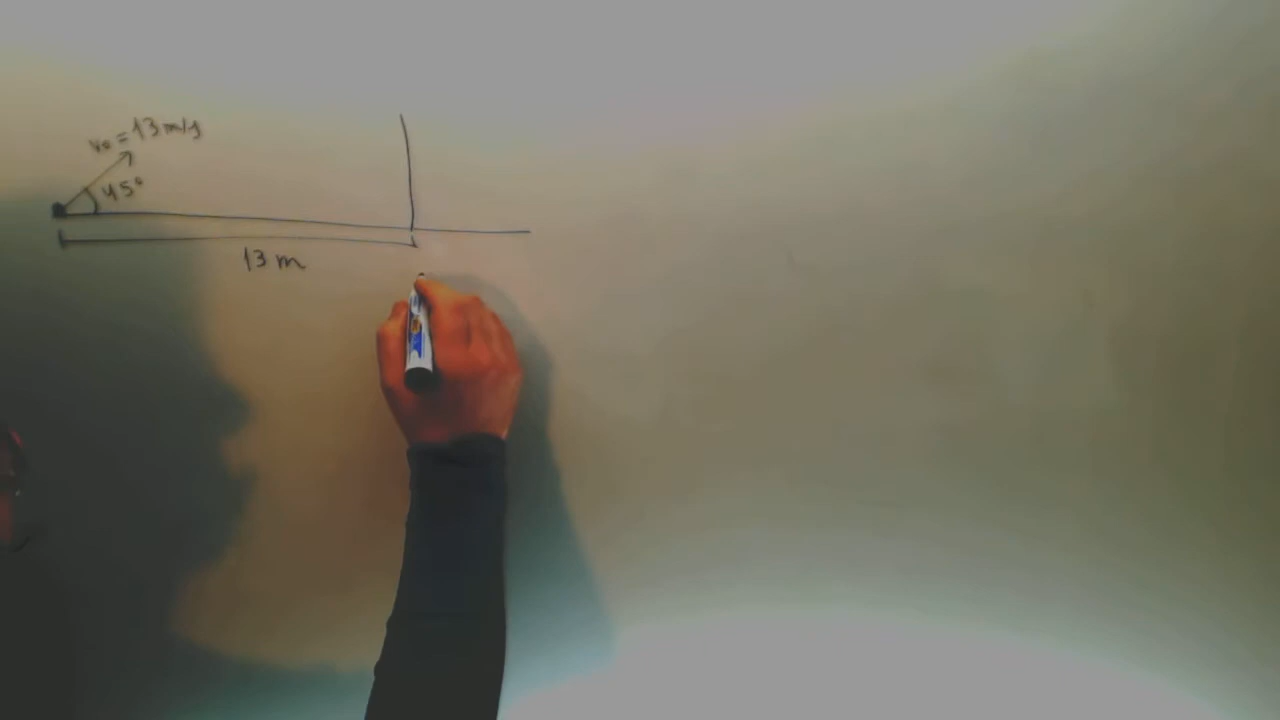 v₀ = 13 m/s
45°
13 m